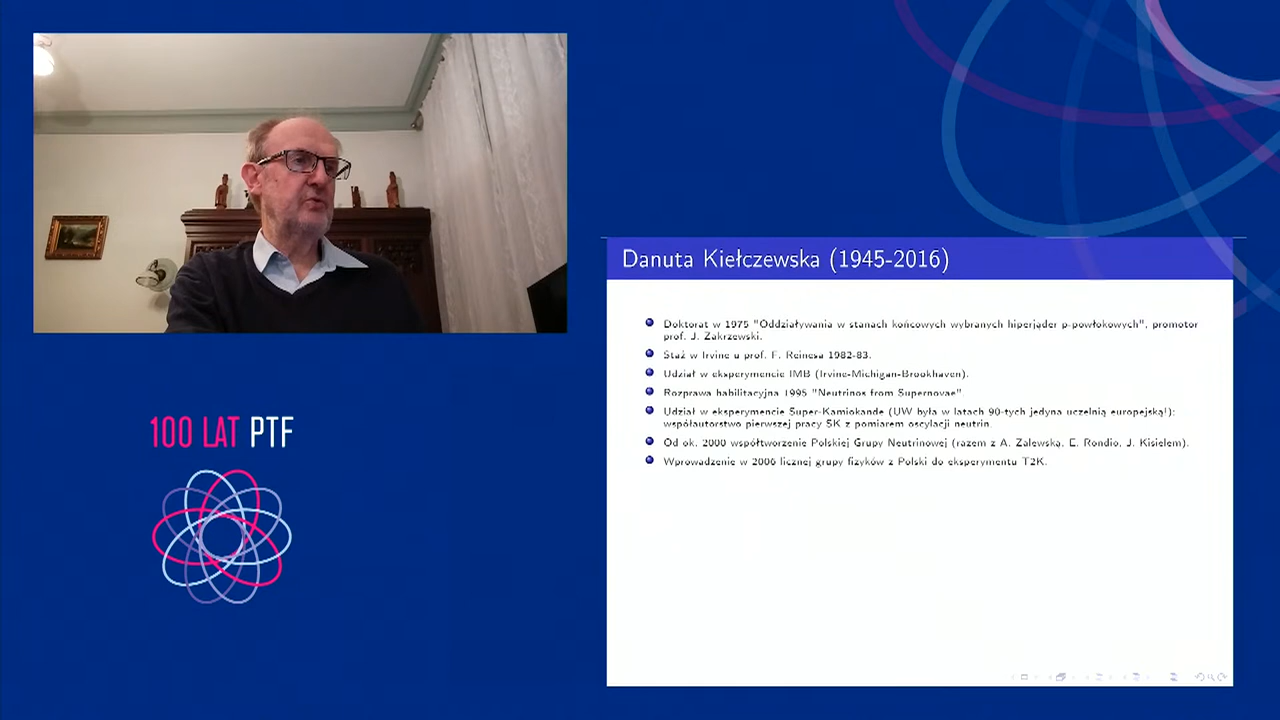 Danuta Kiełczewska (1945-2016)
Doktorat w 1975 "Oddziaływania w stanach końcowych wybranych hiperjąder p-powłokowych", promotor
prof. J. Zakrzewski.
Staż w Irvine u prof. F. Reinesa 1982-83.
Udział w eksperymencie IMB (Irvine-Michigan-Brookhaven).
Rozprawa habilitacyjna 1995 "Neutrinos from Supernovae".
Udział w eksperymencie Super-Kamiokande (UW była w latach 90-tych jedyna uczelnią europejską!):
współautorstwo pierwszej pracy SK z pomiarem oscylacji neutrin.
Od ok. 2000 współtworzenie Polskiej Grupy Neutrinowej (razem z A. Zalewską, E. Rondio, J. Kisielem).
Wprowadzenie w 2006 licznej grupy fizyków z Polski do eksperymentu T2K.
100 LAT PTF